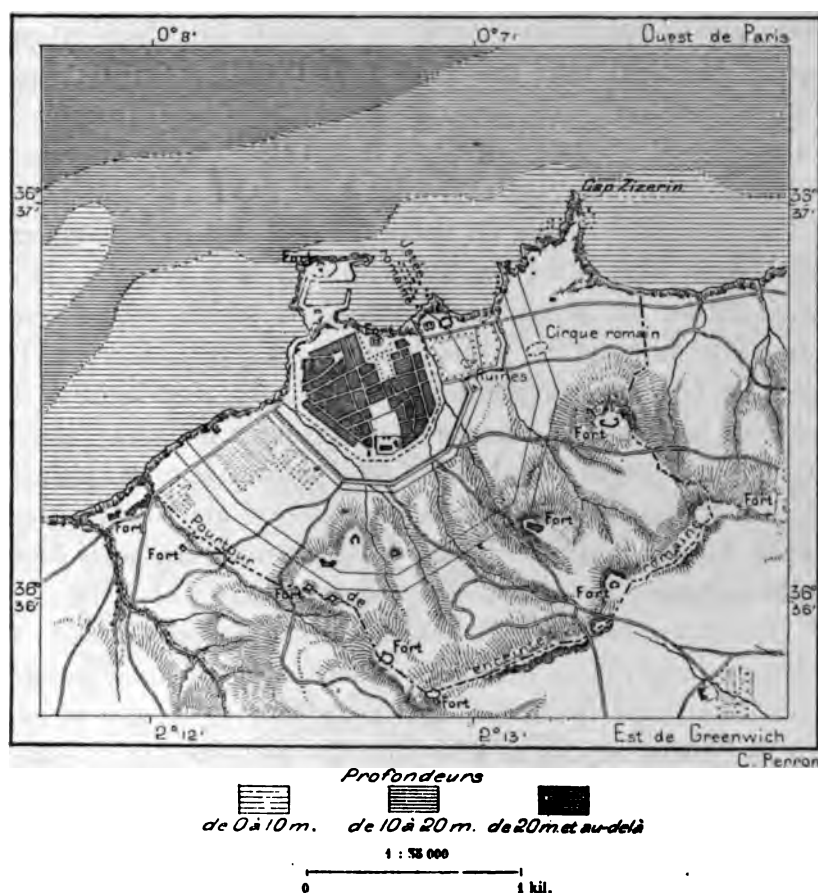 0°8'
0°7'
Ouest de Paris
36°
37'
36°
37'
Cap Zizerin
Fort
Jetée romaine
Fort
Cirque romain
Ruines
Fort
Fort
Fort
Fort
Fort
Pourtour de l'enceinte romaine
Fort
Fort
36°
36'
36°
36'
Fort
Fort
2°12'
2°13'
Est de Greenwich
C. Perron
Profondeurs
de 0 à 10 m.
de 10 à 20 m.
de 20 m. et au-delà
0
1 kil.